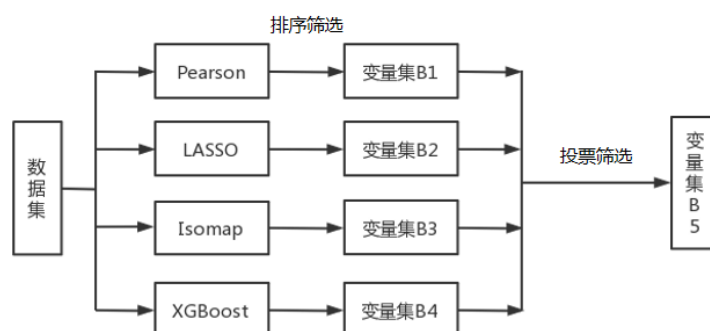 排序筛选
Pearson
变量集B1
LASSO
变量集B2
数据集
投票筛选
变量集B5
Isomap
变量集B3
XGBoost
变量集B4